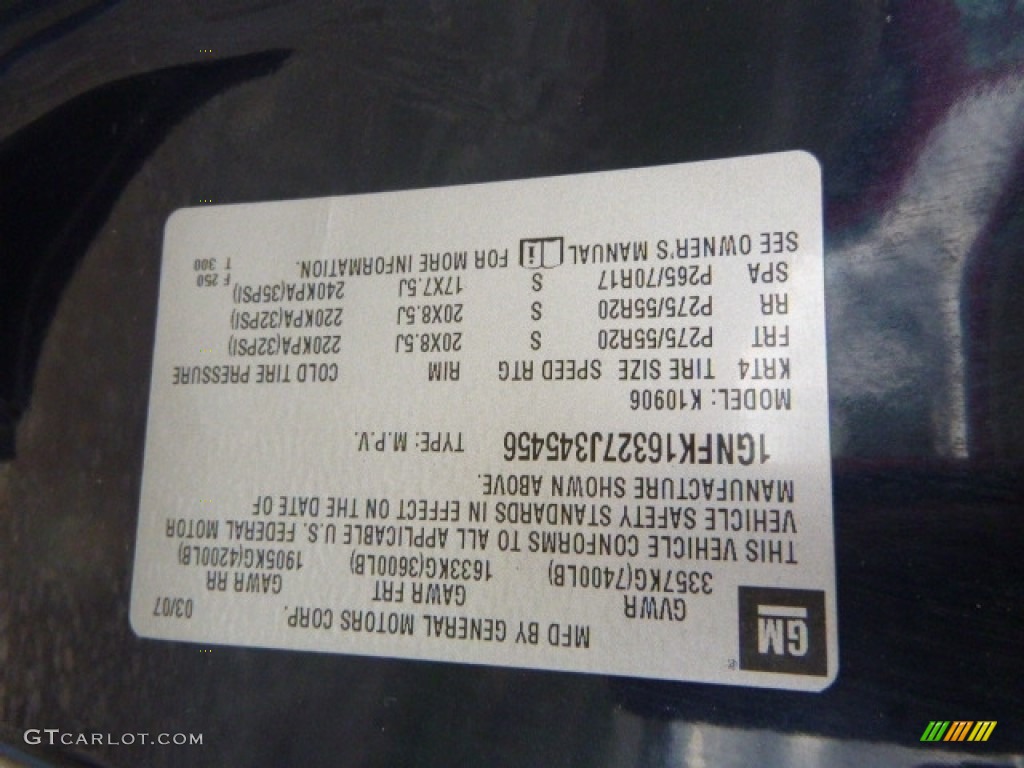 GM
MFD BY GENERAL MOTORS CORP. 03/07
GVWR GAWR FRT GAWR RR
3357KG(7400LB) 1633KG(3600LB) 1905KG(4200LB)
THIS VEHICLE CONFORMS TO ALL APPLICABLE U.S. FEDERAL MOTOR
VEHICLE SAFETY STANDARDS IN EFFECT ON THE DATE OF
MANUFACTURE SHOWN ABOVE.
1GNFK16327J345456 TYPE: M.P.V.
MODEL: K10906
KRT4 TIRE SIZE SPEED RTG RIM COLD TIRE PRESSURE
FRT P275/55R20 S 20X8.5J 220KPA(32PSI)
RR P275/55R20 S 20X8.5J 220KPA(32PSI)
SPA P265/70R17 S 17X7.5J 240KPA(35PSI)
SEE OWNER'S MANUAL i FOR MORE INFORMATION.
F 250
T 300
GTCARLOT.COM